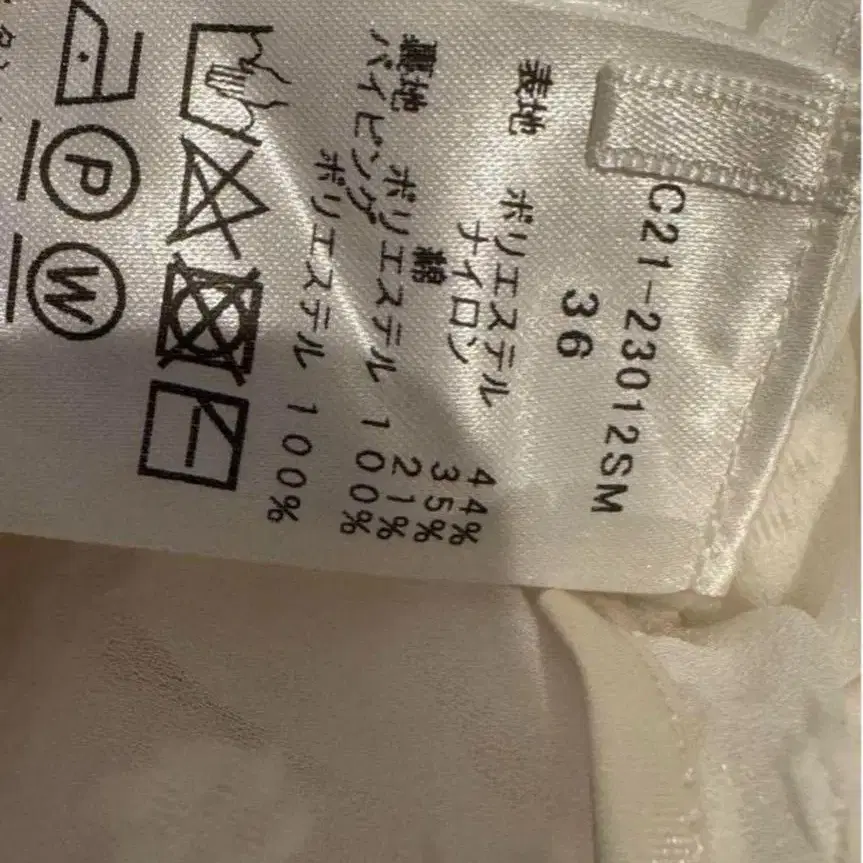 C21-23012SM
36
表地 ポリエステル 44%
ナイロン 35%
綿 21%
裏地 ポリエステル 100%
パイピング
ポリエステル 100%
P
W